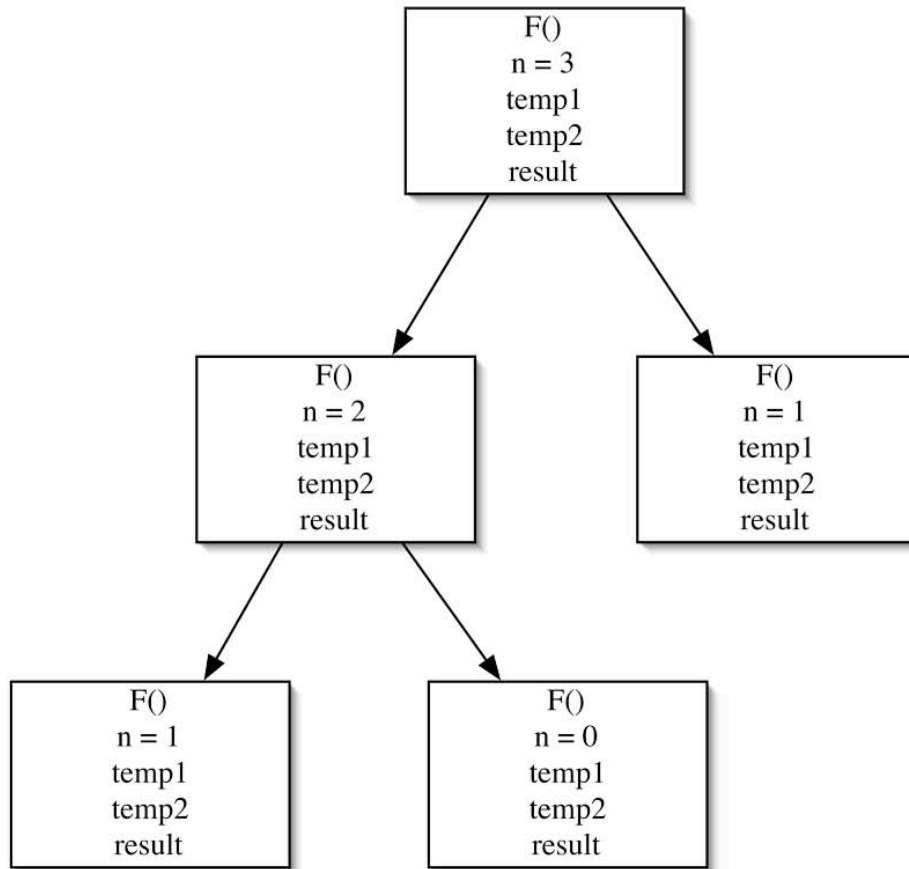 F()
n = 3
temp1
temp2
result
F()
n = 2
temp1
temp2
result
F()
n = 1
temp1
temp2
result
F()
n = 1
temp1
temp2
result
F()
n = 0
temp1
temp2
result